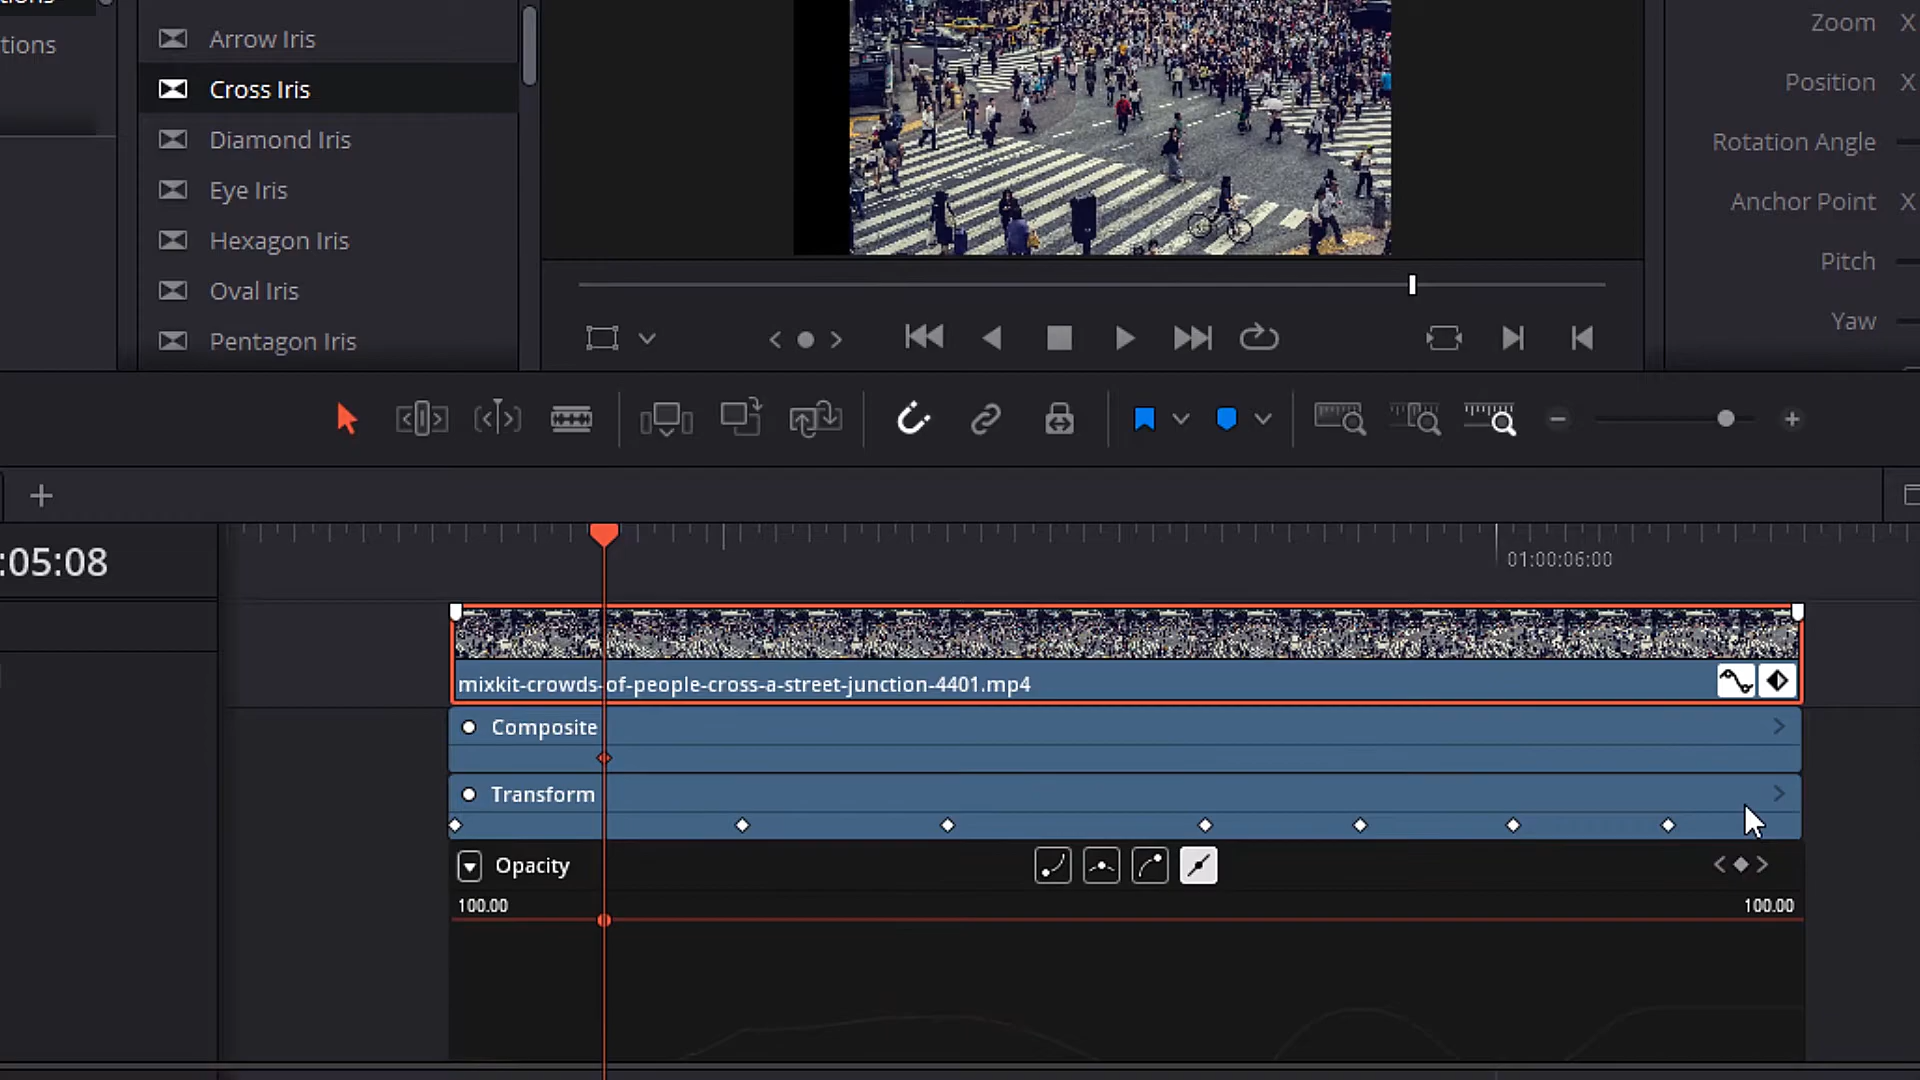 tions
Arrow Iris
Cross Iris
Diamond Iris
Eye Iris
Hexagon Iris
Oval Iris
Pentagon Iris
Zoom X
Position X
Rotation Angle
Anchor Point X
Pitch
Yaw
:05:08
01:00:06:00
mixkit-crowds-of-people-cross-a-street-junction-4401.mp4
Composite
Transform
Opacity
100.00 100.00